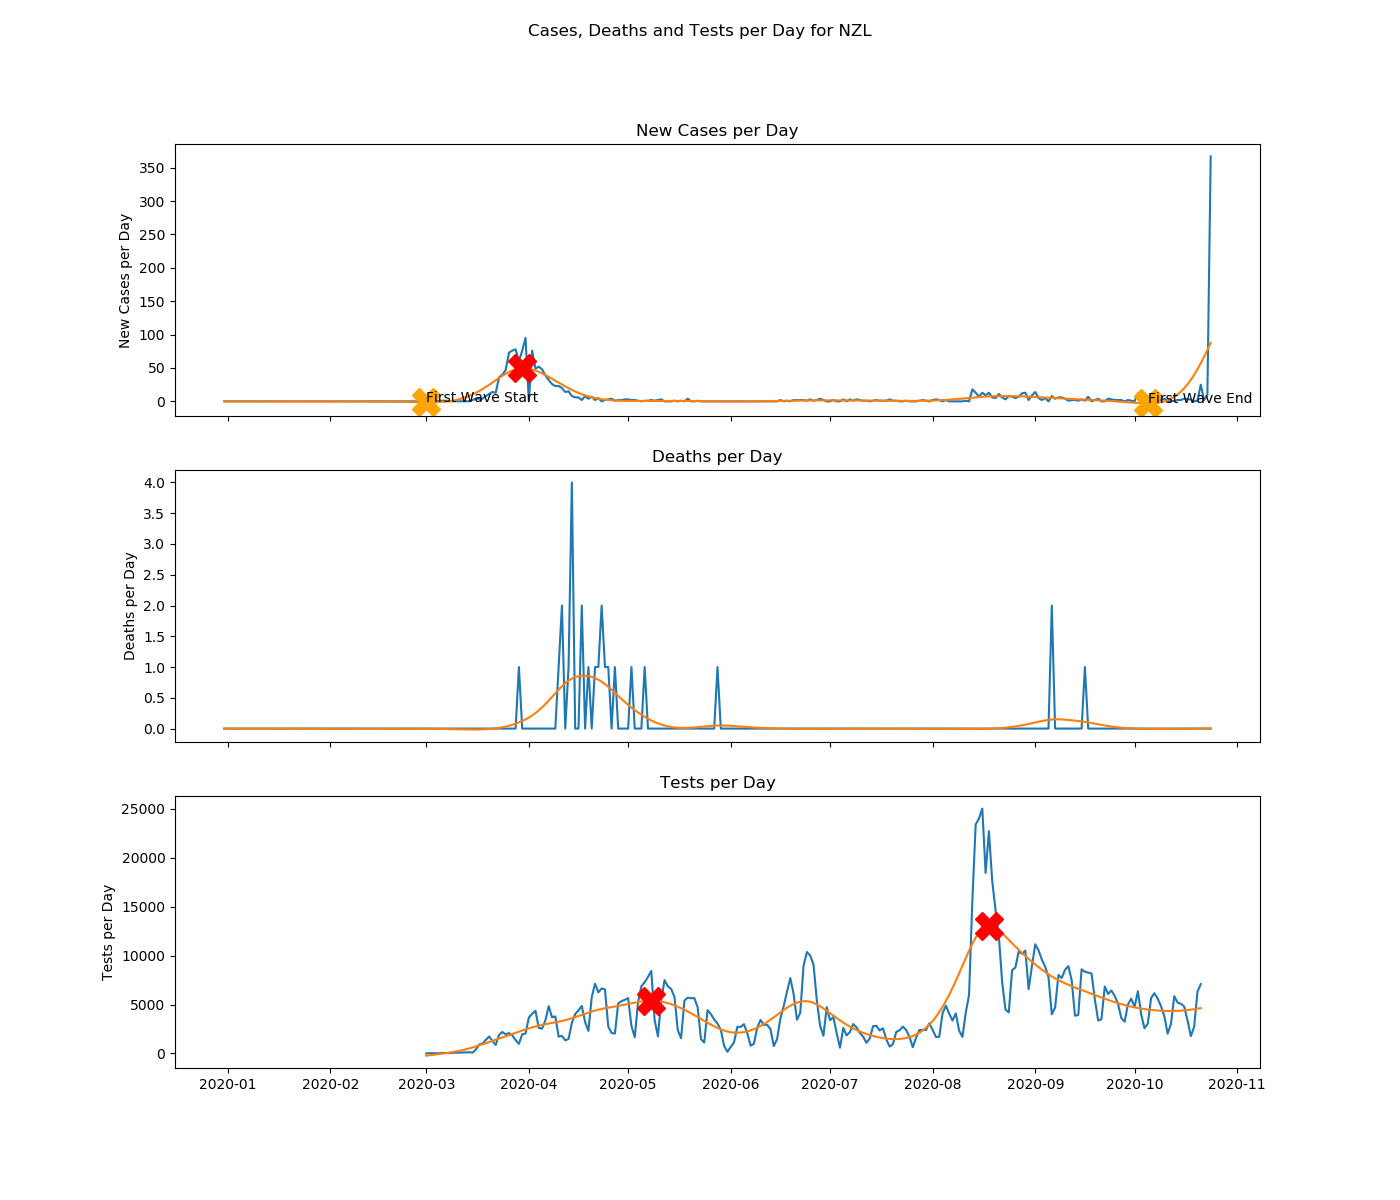 Cases, Deaths and Tests per Day for NZL
New Cases per Day
New Cases per Day
350
300
250
200
150
100
50
0
First Wave Start
First Wave End
Deaths per Day
Deaths per Day
4.0
3.5
3.0
2.5
2.0
1.5
1.0
0.5
0.0
Tests per Day
Tests per Day
25000
20000
15000
10000
5000
0
2020-01 2020-02 2020-03 2020-04 2020-05 2020-06 2020-07 2020-08 2020-09 2020-10 2020-11